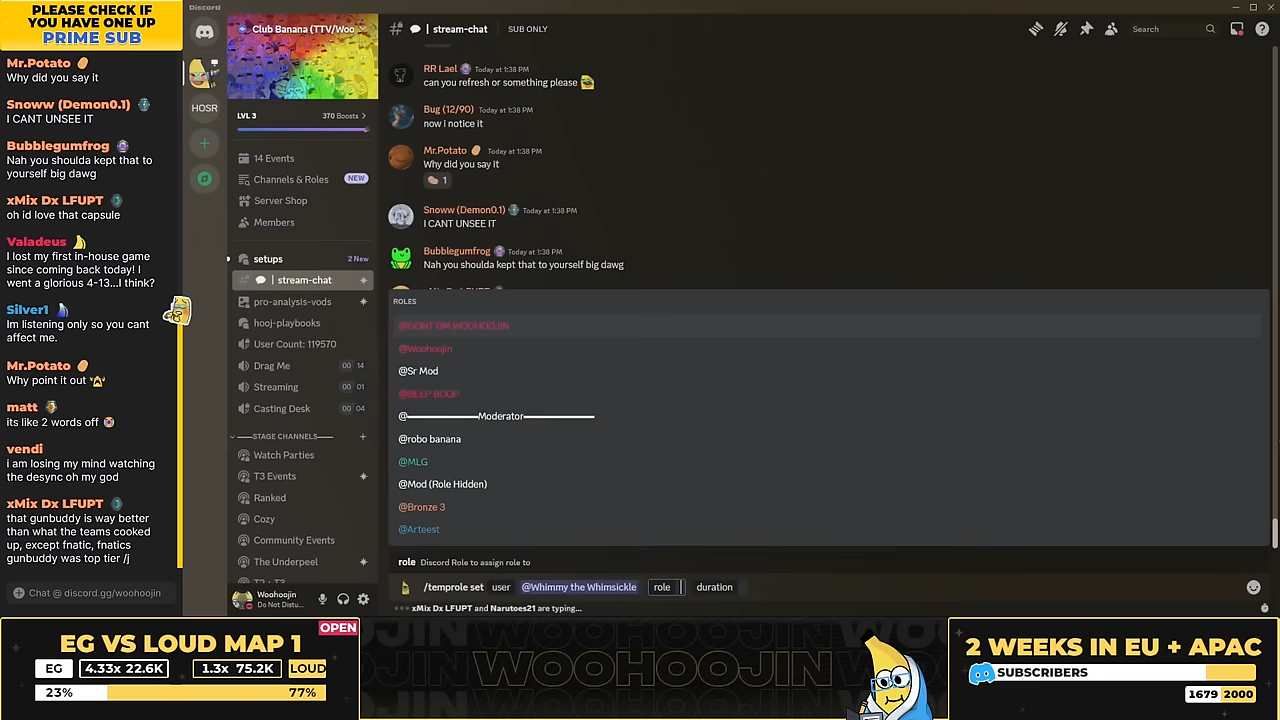 PLEASE CHECK IF
YOU HAVE ONE UP
PRIME SUB
Mr.Potato
Why did you say it
Snoww (Demon0.1)
I CANT UNSEE IT
Bubblegumfrog
Nah you shoulda kept that to
yourself big dawg
xMix Dx LFUPT
oh id love that capsule
Valadeus
I lost my first in-house game
since coming back today! I
went a glorious 4-13...I think?
Silver1
Im listening only so you cant
affect me.
Mr.Potato
Why point it out
matt
its like 2 words off
vendi
i am losing my mind watching
the desync oh my god
xMix Dx LFUPT
that gunbuddy is way better
than what the teams cooked
up, except fnatic, fnatics
gunbuddy was top tier /j
Chat @ discord.gg/woohoojin
Discord
HOSR
Club Banana (TTV/Woo
LVL 3 370 Boosts
14 Events
Channels & Roles NEW
Server Shop
Members
setups 2 New
| stream-chat
pro-analysis-vods
hooj-playbooks
User Count: 119570
Drag Me 00 14
Streaming 00 01
Casting Desk 00 04
STAGE CHANNELS
Watch Parties
T3 Events
Ranked
Cozy
Community Events
The Underpeel
Woohoojin
Do Not Distu...
| stream-chat SUB ONLY
Search
RR Lael Today at 1:38 PM
can you refresh or something please
Bug (12/90) Today at 1:38 PM
now i notice it
Mr.Potato Today at 1:38 PM
Why did you say it
1
Snoww (Demon0.1) Today at 1:38 PM
I CANT UNSEE IT
Bubblegumfrog Today at 1:38 PM
Nah you shoulda kept that to yourself big dawg
ROLES
@DONT DM WOOHOOJIN
@Woohoojin
@Sr Mod
@BEEP BOOP
@Moderator
@robo banana
@MLG
@Mod (Role Hidden)
@Bronze 3
@Arteest
role Discord Role to assign role to
/temprole set user @Whimmy the Whimsickle role duration
xMix Dx LFUPT and Narutoes21 are typing...
EG VS LOUD MAP 1 OPEN
EG 4.33x 22.6K 1.3x 75.2K LOUD
23% 77%
WOOHOOJIN
2 WEEKS IN EU + APAC
SUBSCRIBERS
1679 2000